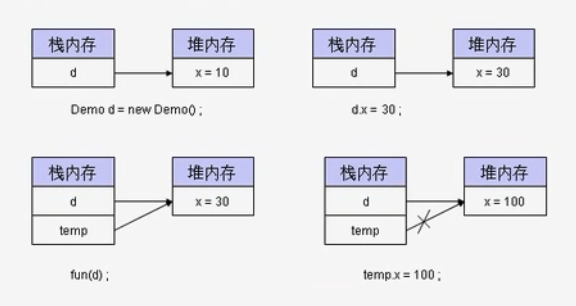 栈内存 堆内存
d x = 10
Demo d = new Demo() ;
栈内存 堆内存
d x = 30
d.x = 30 ;
栈内存 堆内存
d x = 30
temp
fun(d) ;
栈内存 堆内存
d x = 100
temp
temp.x = 100 ;